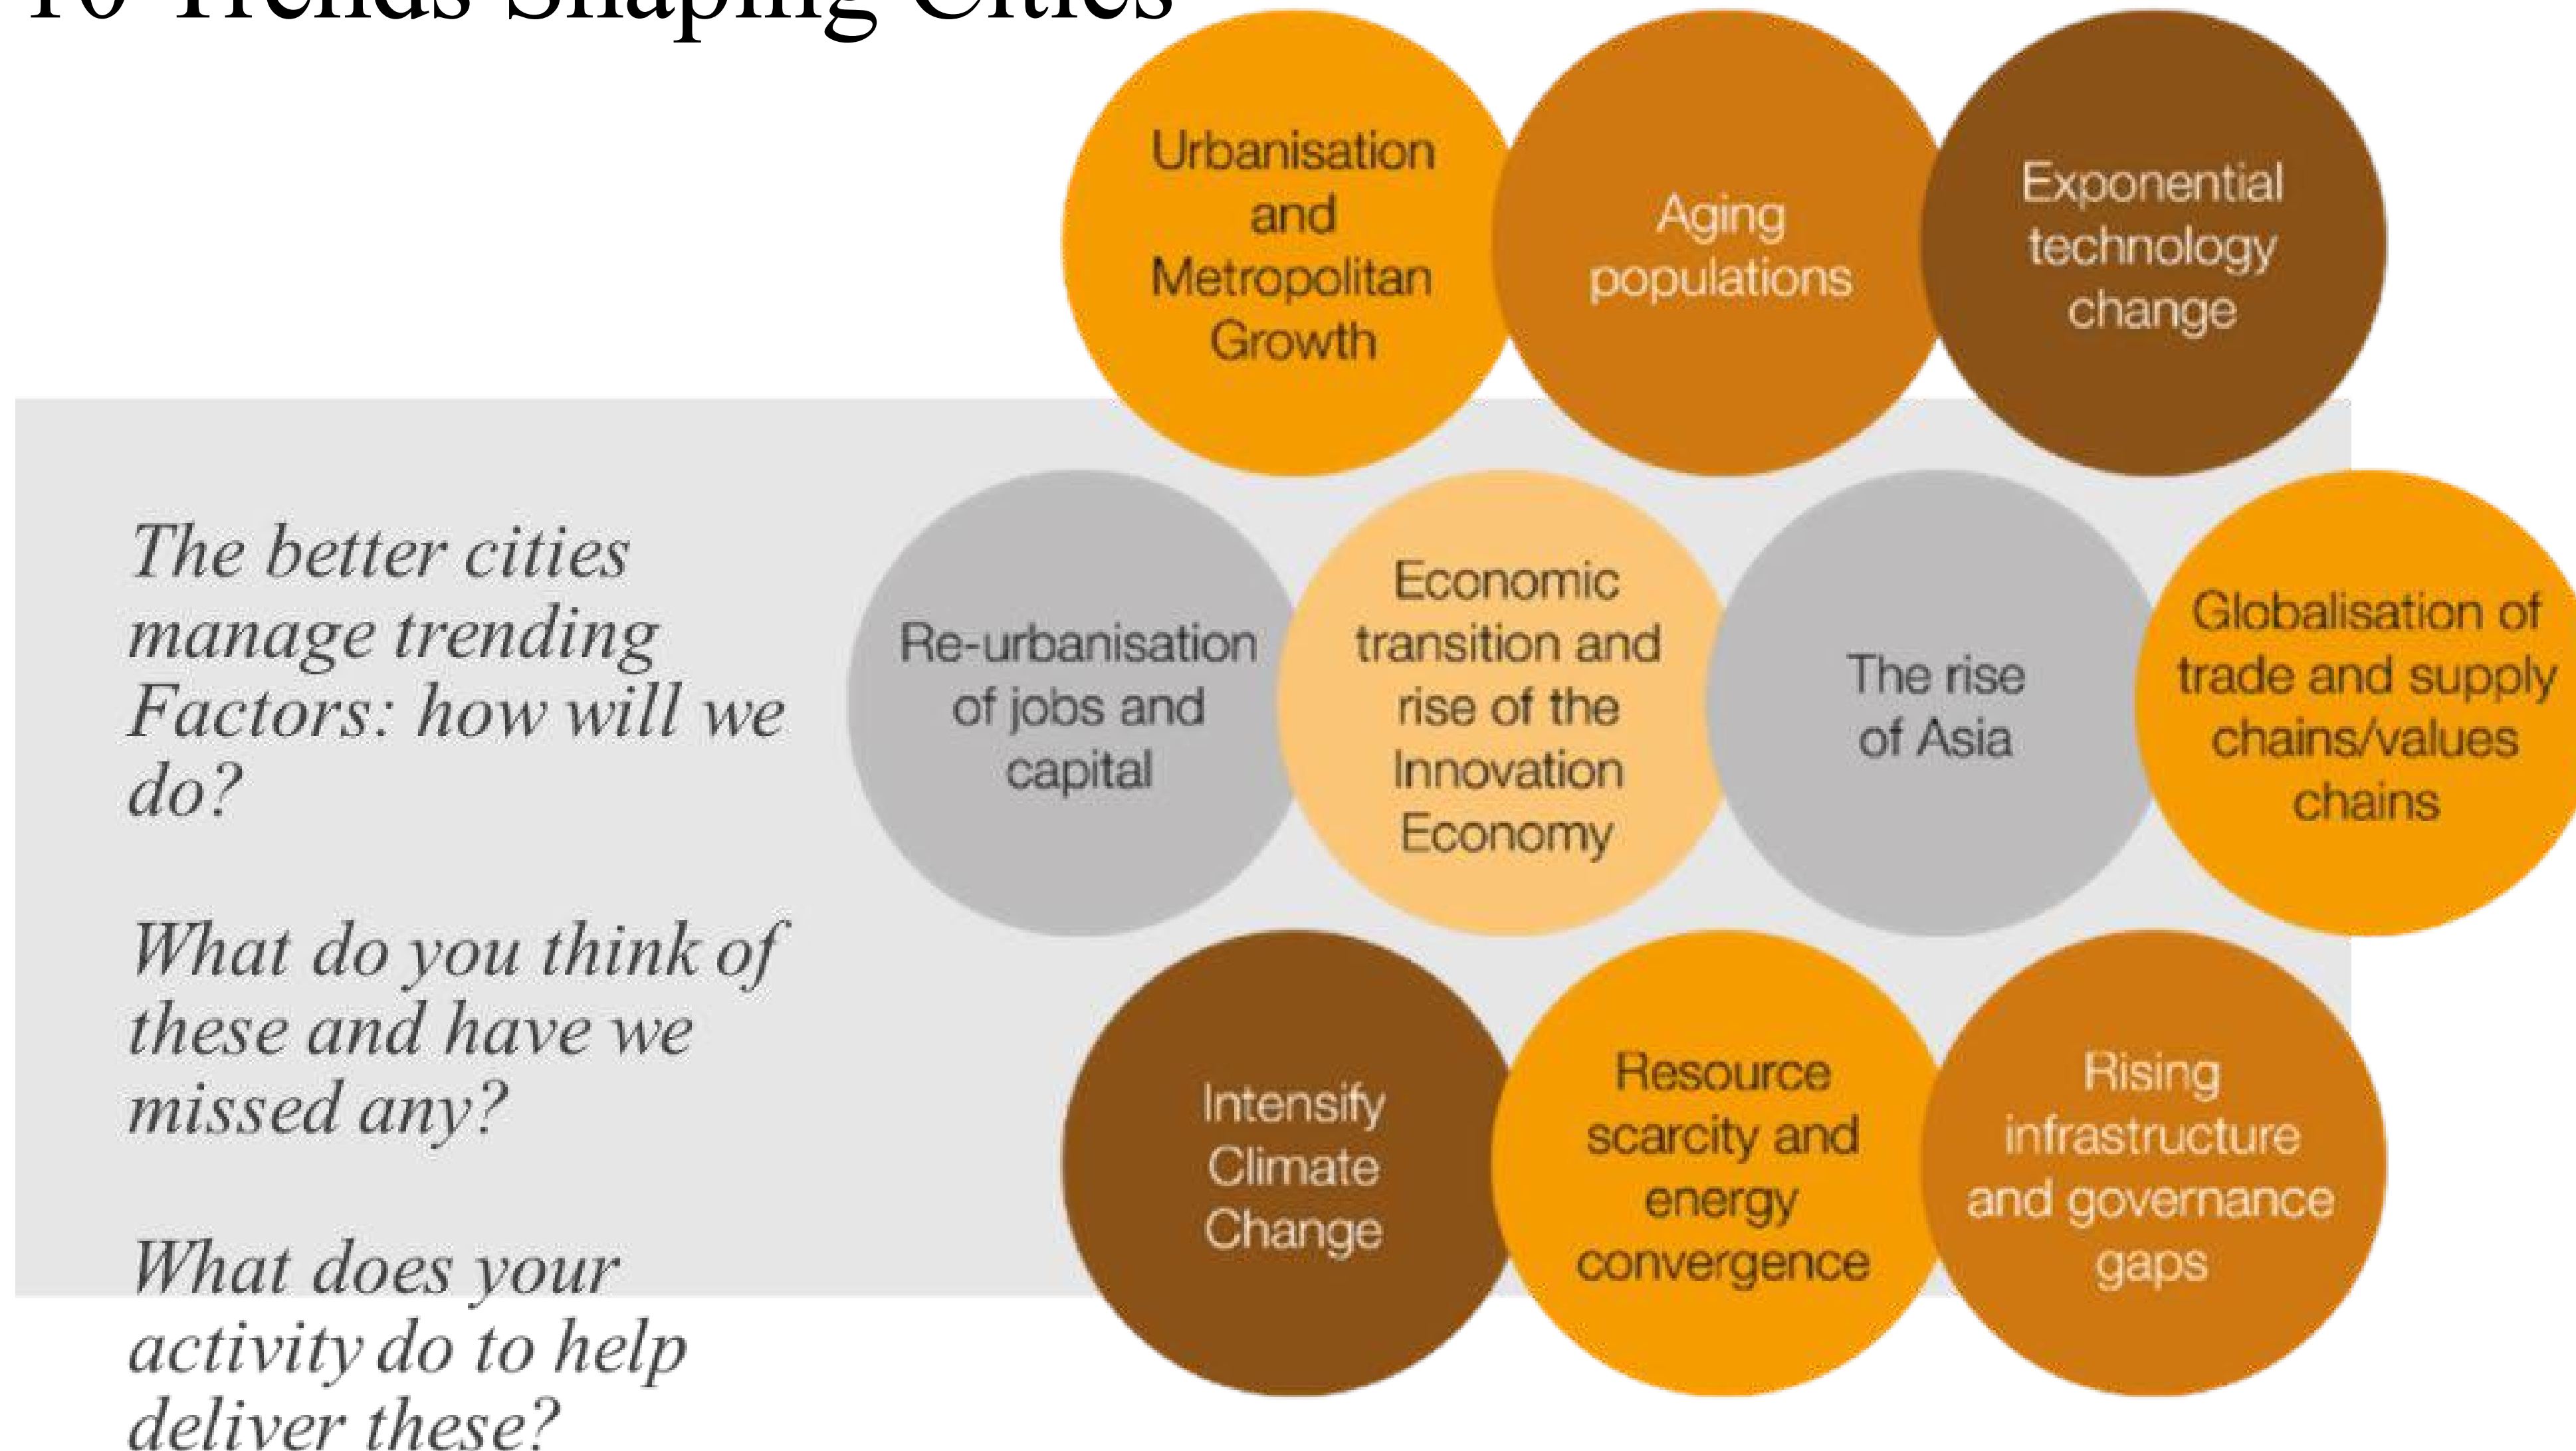 10 Trends Shaping Cities
Urbanisation
and
Metropolitan
Growth
Aging
populations
Exponential
technology
change
The better cities
manage trending
Factors: how will we
do?
What do you think of
these and have we
missed any?
What does your
activity do to help
deliver these?
Re-urbanisation
of jobs and
capital
Economic
transition and
rise of the
Innovation
Economy
The rise
of Asia
Globalisation of
trade and supply
chains/values
chains
Intensify
Climate
Change
Resource
scarcity and
energy
convergence
Rising
infrastructure
and governance
gaps